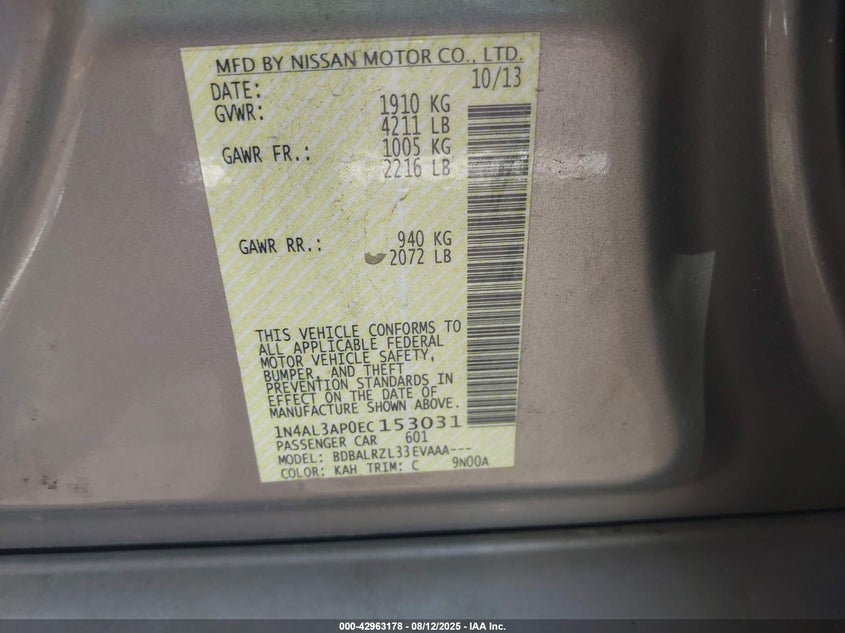 MFD BY NISSAN MOTOR CO., LTD.
DATE: 10/13
GVWR: 1910 KG
4211 LB
GAWR FR.: 1005 KG
2216 LB
GAWR RR.: 940 KG
2072 LB
THIS VEHICLE CONFORMS TO
ALL APPLICABLE FEDERAL
MOTOR VEHICLE SAFETY,
BUMPER, AND THEFT
PREVENTION STANDARDS IN
EFFECT ON THE DATE OF
MANUFACTURE SHOWN ABOVE.
1N4AL3AP0EC153031
PASSENGER CAR 601
MODEL: BDBALRZL33EVAAA---
COLOR: KAH TRIM: C 9N00A
000-42963178 - 08/12/2025 - IAA Inc.